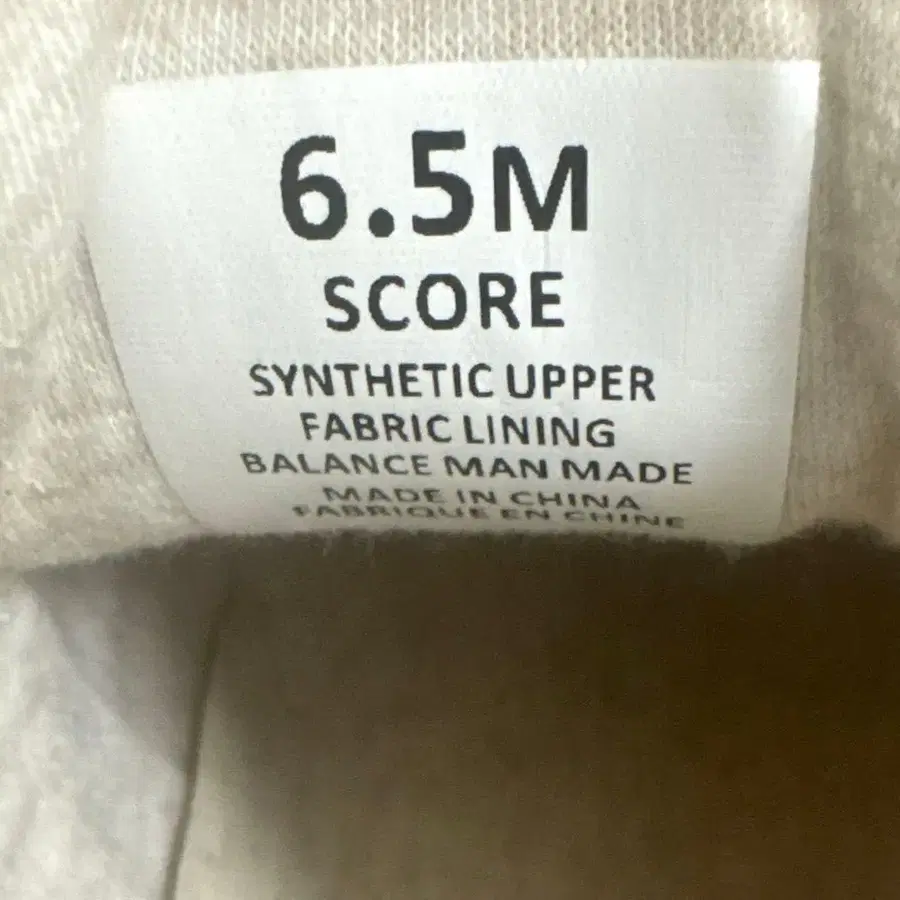 6.5M
SCORE
SYNTHETIC UPPER
FABRIC LINING
BALANCE MAN MADE
MADE IN CHINA
FABRIQUE EN CHINE